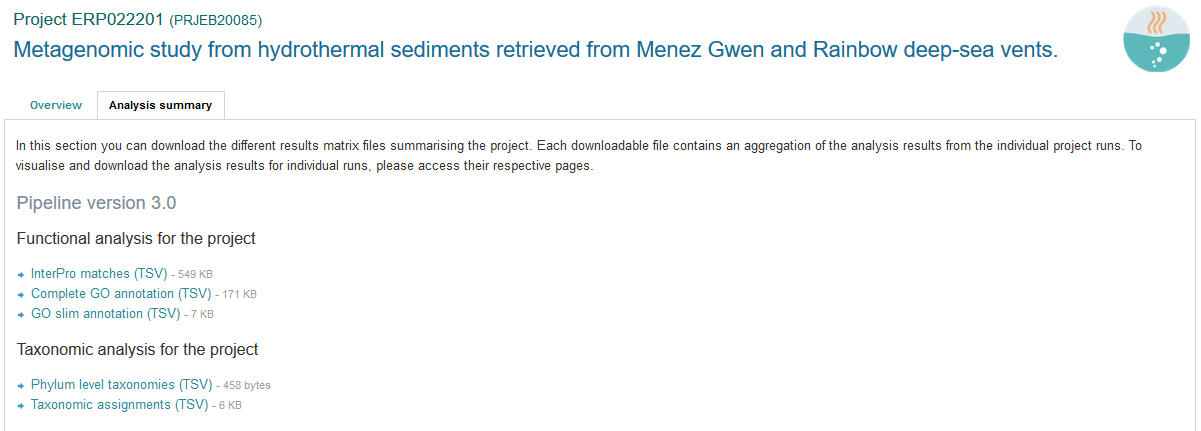 Project ERP022201 (PRJEB20085)
Metagenomic study from hydrothermal sediments retrieved from Menez Gwen and Rainbow deep-sea vents.
Overview Analysis summary
In this section you can download the different results matrix files summarising the project. Each downloadable file contains an aggregation of the analysis results from the individual project runs. To
visualise and download the analysis results for individual runs, please access their respective pages.
Pipeline version 3.0
Functional analysis for the project
InterPro matches (TSV) - 549 KB
Complete GO annotation (TSV) - 171 KB
GO slim annotation (TSV) - 7 KB
Taxonomic analysis for the project
Phylum level taxonomies (TSV) - 458 bytes
Taxonomic assignments (TSV) - 6 KB